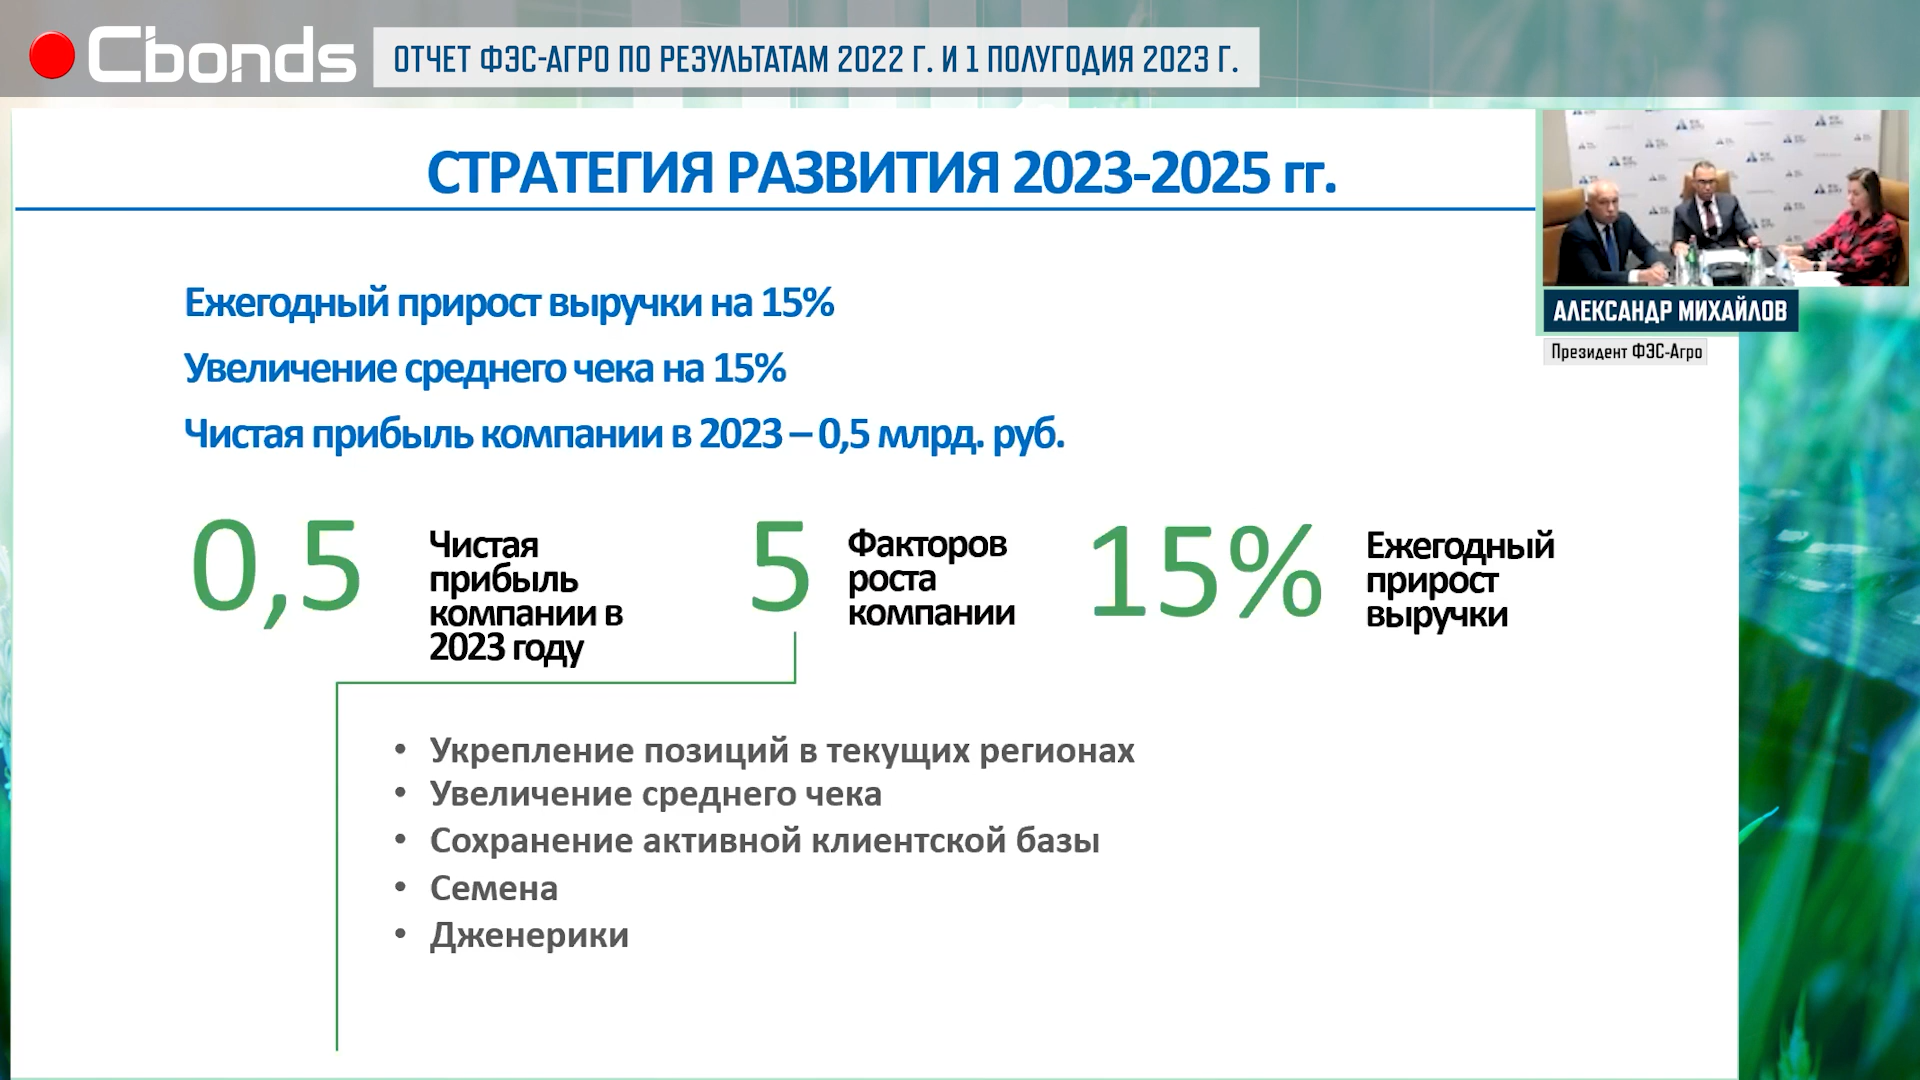 Cbonds
ОТЧЕТ ФЭС-АГРО ПО РЕЗУЛЬТАТАМ 2022 Г. И 1 ПОЛУГОДИЯ 2023 Г.
СТРАТЕГИЯ РАЗВИТИЯ 2023-2025 гг.
АЛЕКСАНДР МИХАЙЛОВ
Президент ФЭС-Агро
Ежегодный прирост выручки на 15%
Увеличение среднего чека на 15%
Чистая прибыль компании в 2023 – 0,5 млрд. руб.
0,5
Чистая
прибыль
компании в
2023 году
5
Факторов
роста
компании
15%
Ежегодный
прирост
выручки
• Укрепление позиций в текущих регионах
• Увеличение среднего чека
• Сохранение активной клиентской базы
• Семена
• Дженерики